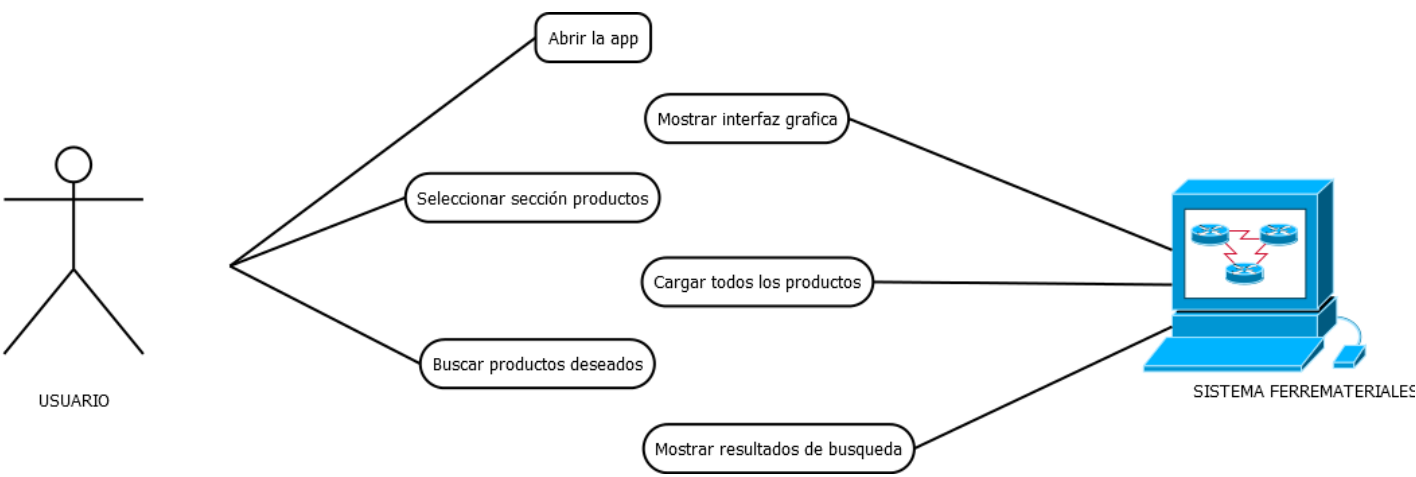 Abrir la app
Mostrar interfaz grafica
Seleccionar sección productos
Cargar todos los productos
Buscar productos deseados
SISTEMA FERREMATERIALES
USUARIO
Mostrar resultados de busqueda